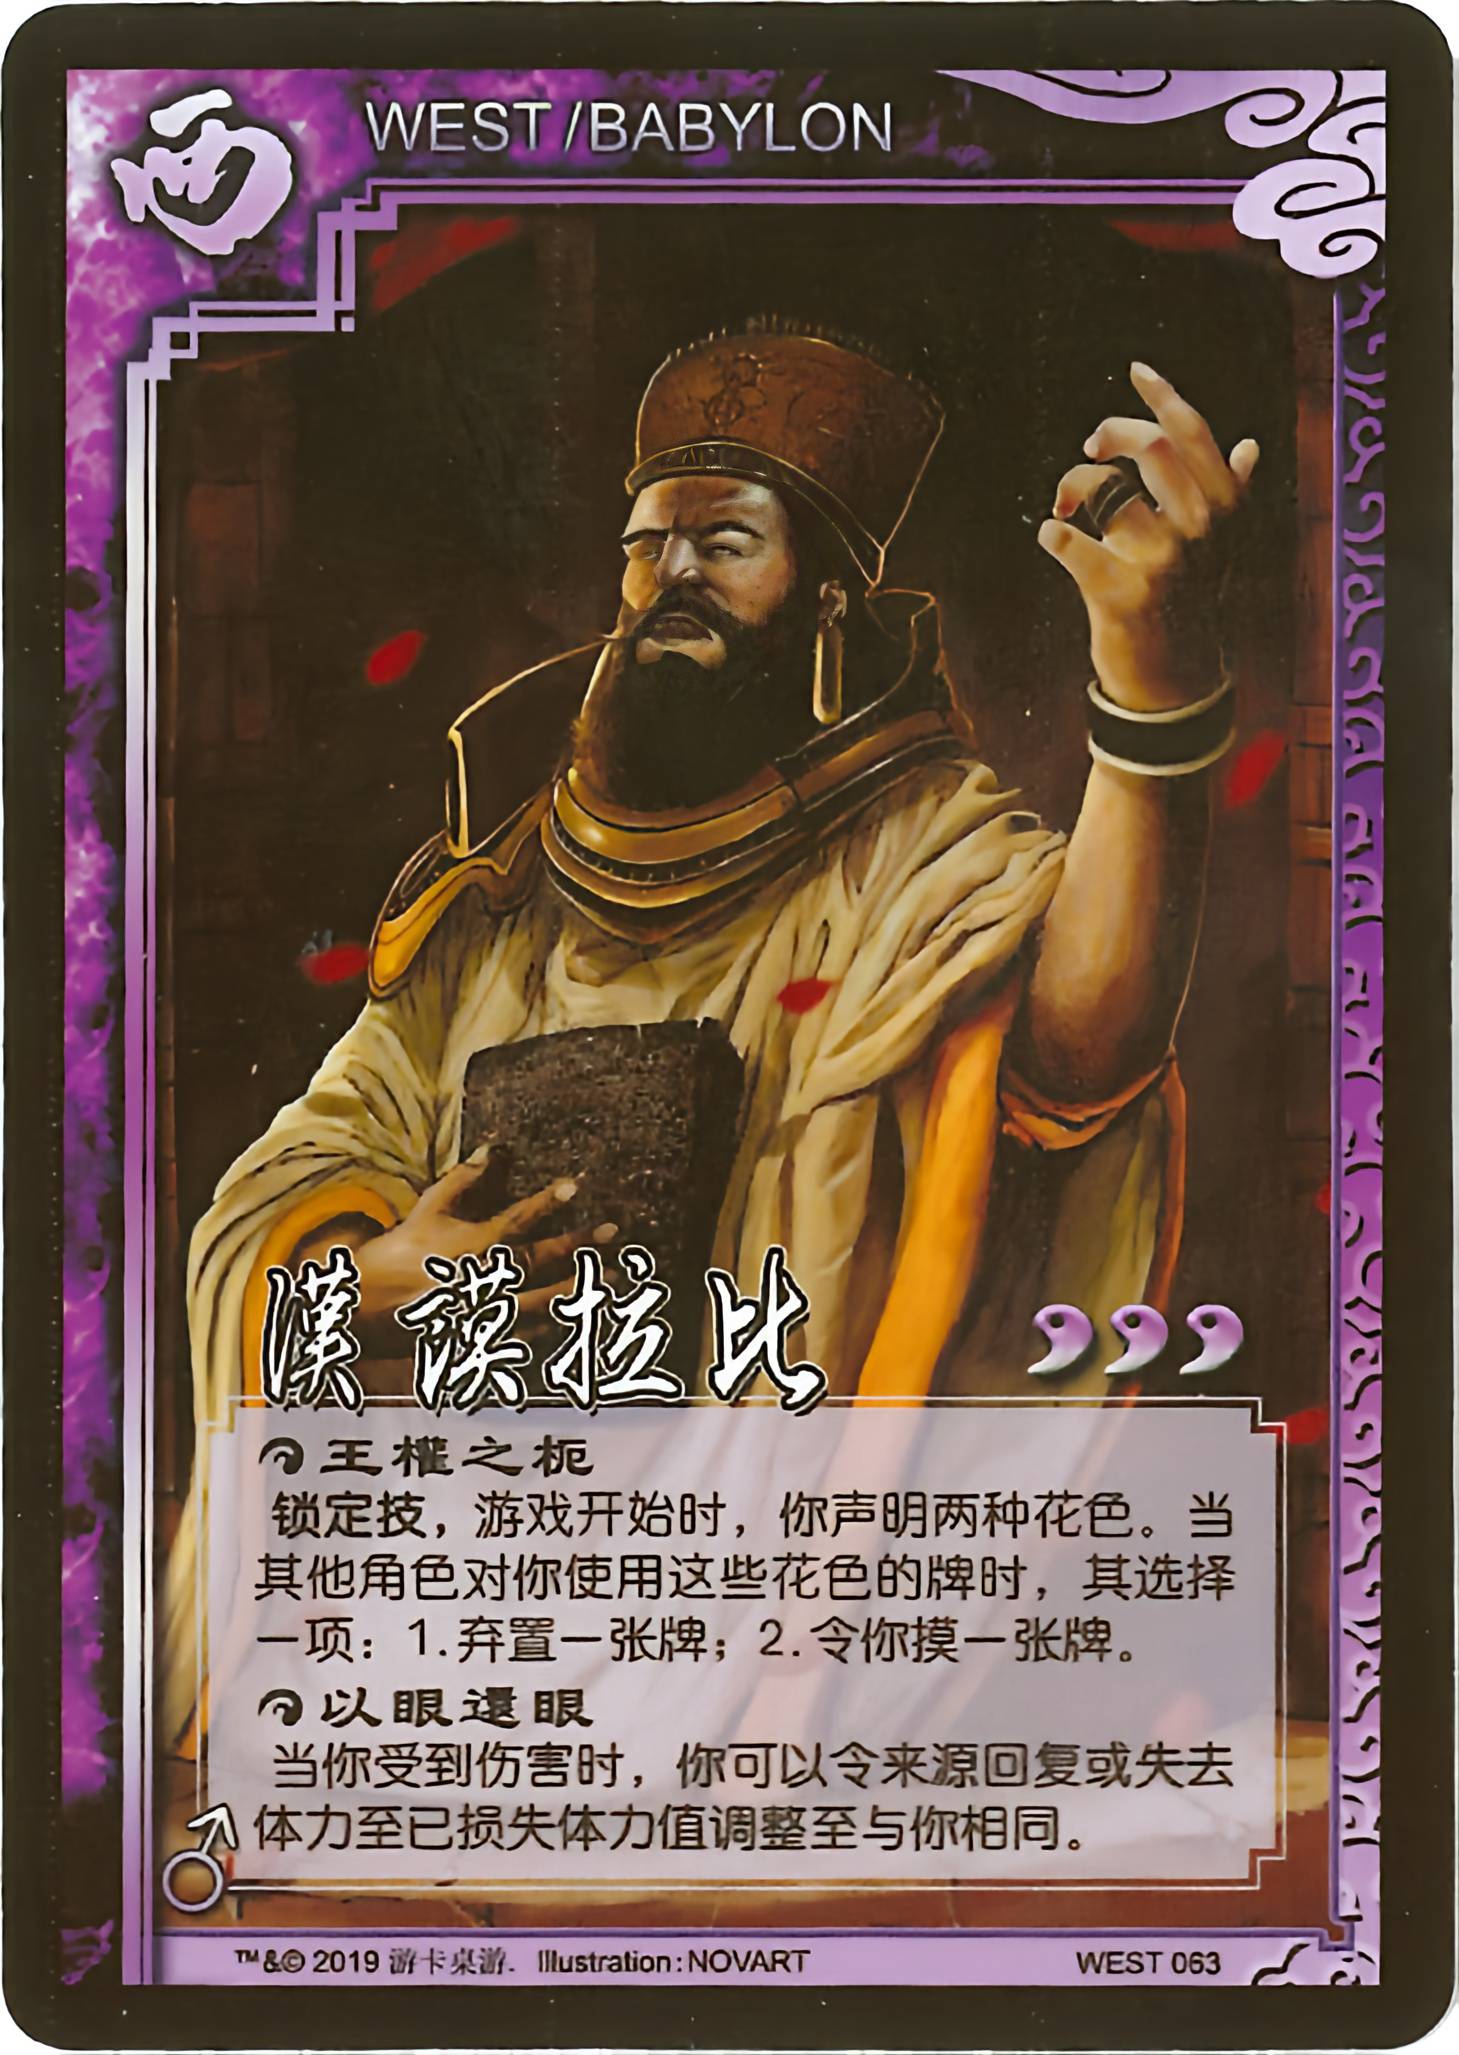 西
WEST/BABYLON
漢謨拉比
王權之枙
锁定技，游戏开始时，你声明两种花色。当
其他角色对你使用这些花色的牌时，其选择
一项：1.弃置一张牌；2.令你摸一张牌。
以眼還眼
当你受到伤害时，你可以令来源回复或失去
体力至已损失体力值调整至与你相同。
™&© 2019 游卡桌游. Illustration:NOVART
WEST 063